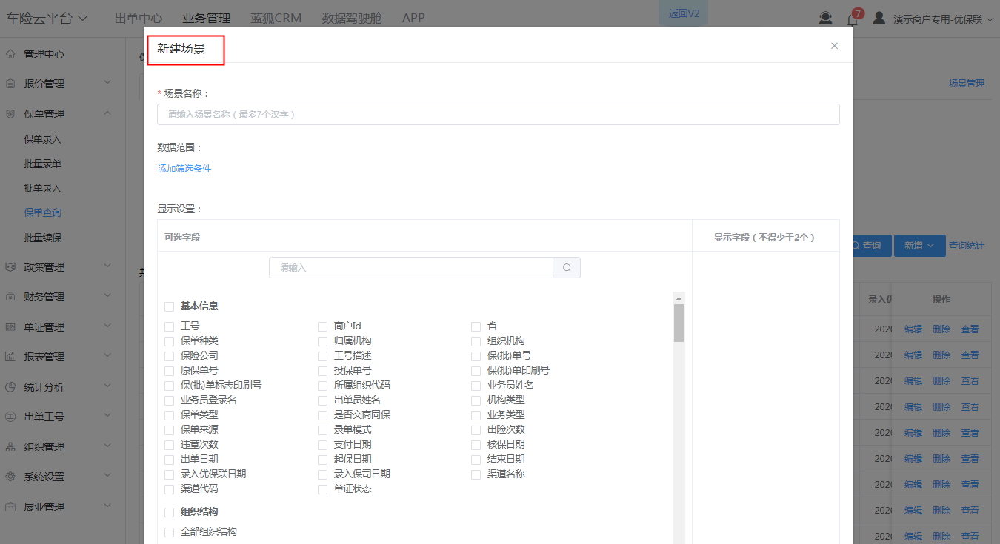 车险云平台 出单中心 业务管理 蓝狐CRM 数据驾驶舱 APP 返回V2 7 演示商户专用-优保联
管理中心
报价管理
保单管理
保单录入
批量录单
批单录入
保单查询
批量续保
政策管理
财务管理
单证管理
报表管理
统计分析
出单工号
组织管理
系统设置
展业管理
新建场景
* 场景名称：
请输入场景名称（最多7个汉字）
数据范围：
添加筛选条件
显示设置：
可选字段 显示字段（不得少于2个）
请输入
基本信息
工号 商户Id 省
保单种类 归属机构 组织机构
保险公司 工号描述 保(批)单号
原保单号 投保单号 保(批)单印刷号
保(批)单标志印刷号 所属组织代码 业务员姓名
业务员登录名 出单员姓名 机构类型
保单类型 是否交商同保 业务类型
保单来源 录单模式 出险次数
违章次数 支付日期 核保日期
出单日期 起保日期 结束日期
录入优保联日期 录入保司日期 渠道名称
渠道代码 单证状态
组织结构
全部组织结构
场景管理
查询 新增 查询统计
录入 操作
202 编辑 删除 查看
202 编辑 删除 查看
202 编辑 删除 查看
202 编辑 删除 查看
202 编辑 删除 查看
202 编辑 删除 查看
202 编辑 删除 查看
202 编辑 删除 查看
202 编辑 删除 查看